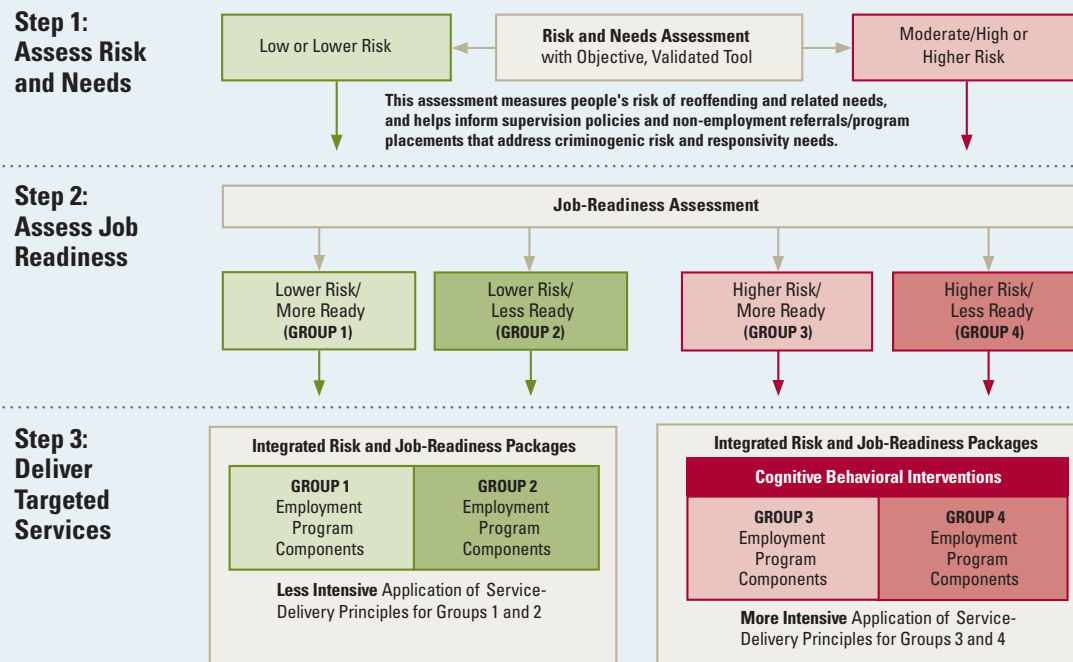 Step 1:
Assess Risk
and Needs
Low or Lower Risk
Risk and Needs Assessment
with Objective, Validated Tool
Moderate/High or
Higher Risk
This assessment measures people's risk of reoffending and related needs,
and helps inform supervision policies and non-employment referrals/program
placements that address criminogenic risk and responsivity needs.
Step 2:
Assess Job
Readiness
Job-Readiness Assessment
Lower Risk/
More Ready
(GROUP 1)
Lower Risk/
Less Ready
(GROUP 2)
Higher Risk/
More Ready
(GROUP 3)
Higher Risk/
Less Ready
(GROUP 4)
Step 3:
Deliver
Targeted
Services
Integrated Risk and Job-Readiness Packages
GROUP 1
Employment
Program
Components
GROUP 2
Employment
Program
Components
Less Intensive Application of Service-
Delivery Principles for Groups 1 and 2
Integrated Risk and Job-Readiness Packages
Cognitive Behavioral Interventions
GROUP 3
Employment
Program
Components
GROUP 4
Employment
Program
Components
More Intensive Application of Service-
Delivery Principles for Groups 3 and 4